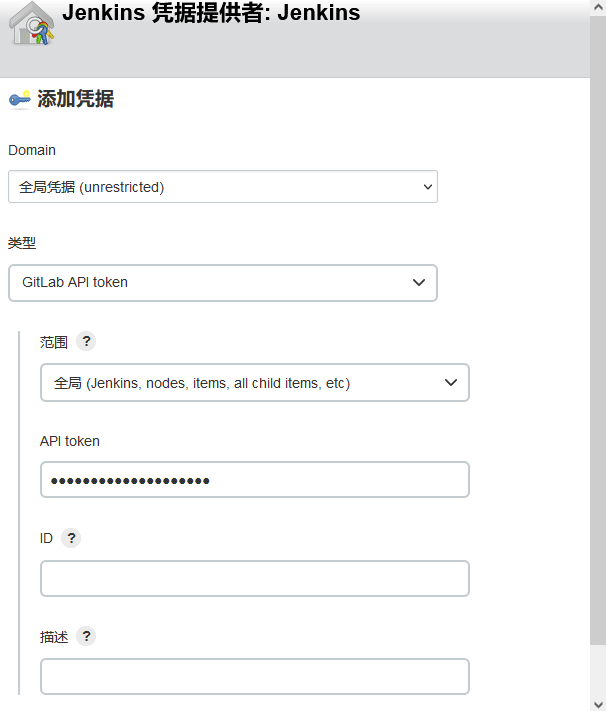 Jenkins 凭据提供者: Jenkins
添加凭据
Domain
全局凭据 (unrestricted)
类型
GitLab API token
范围 ?
全局 (Jenkins, nodes, items, all child items, etc)
API token
••••••••••••••••••••
ID ?
描述 ?